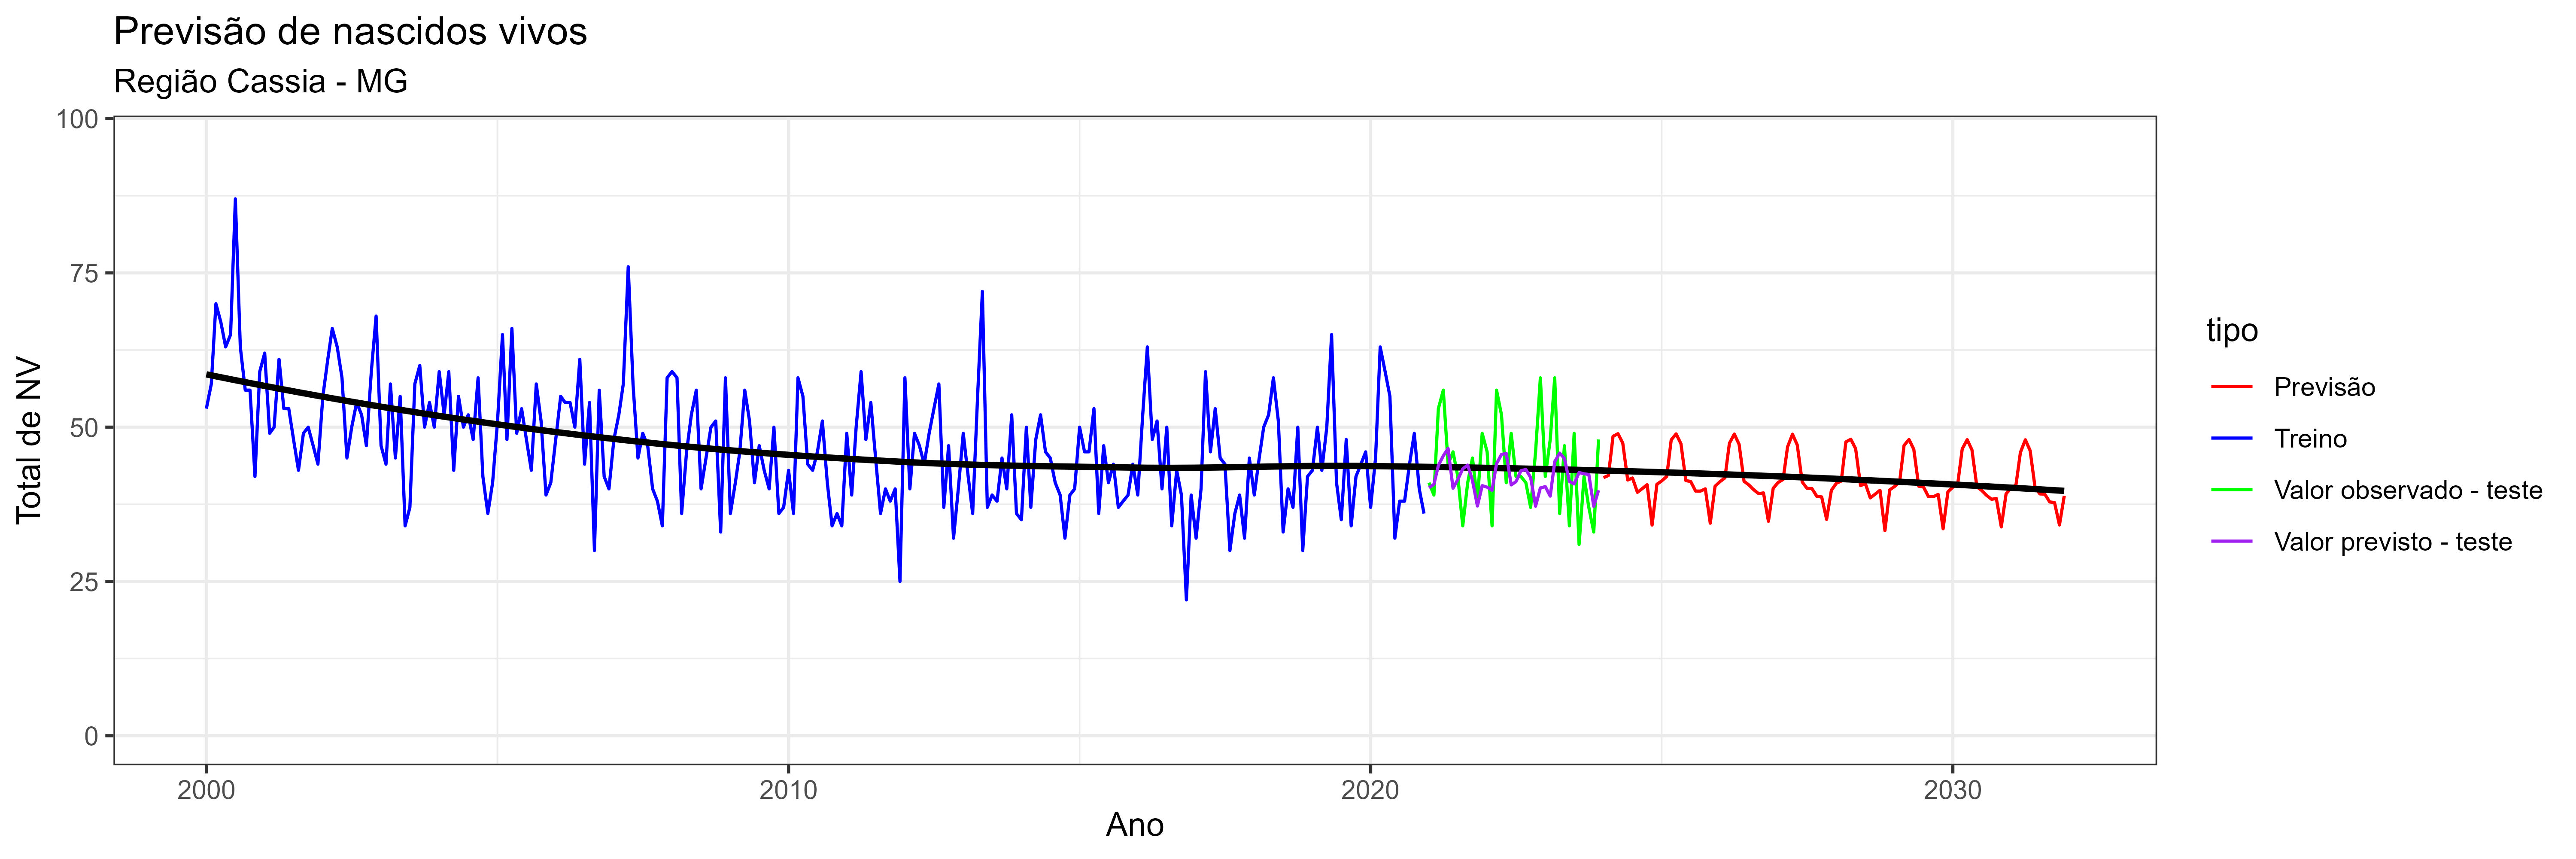 Previsão de nascidos vivos
Região Cassia - MG
100
75
50
25
0
Total de NV
2000
2010
2020
2030
Ano
tipo
Previsão
Treino
Valor observado - teste
Valor previsto - teste